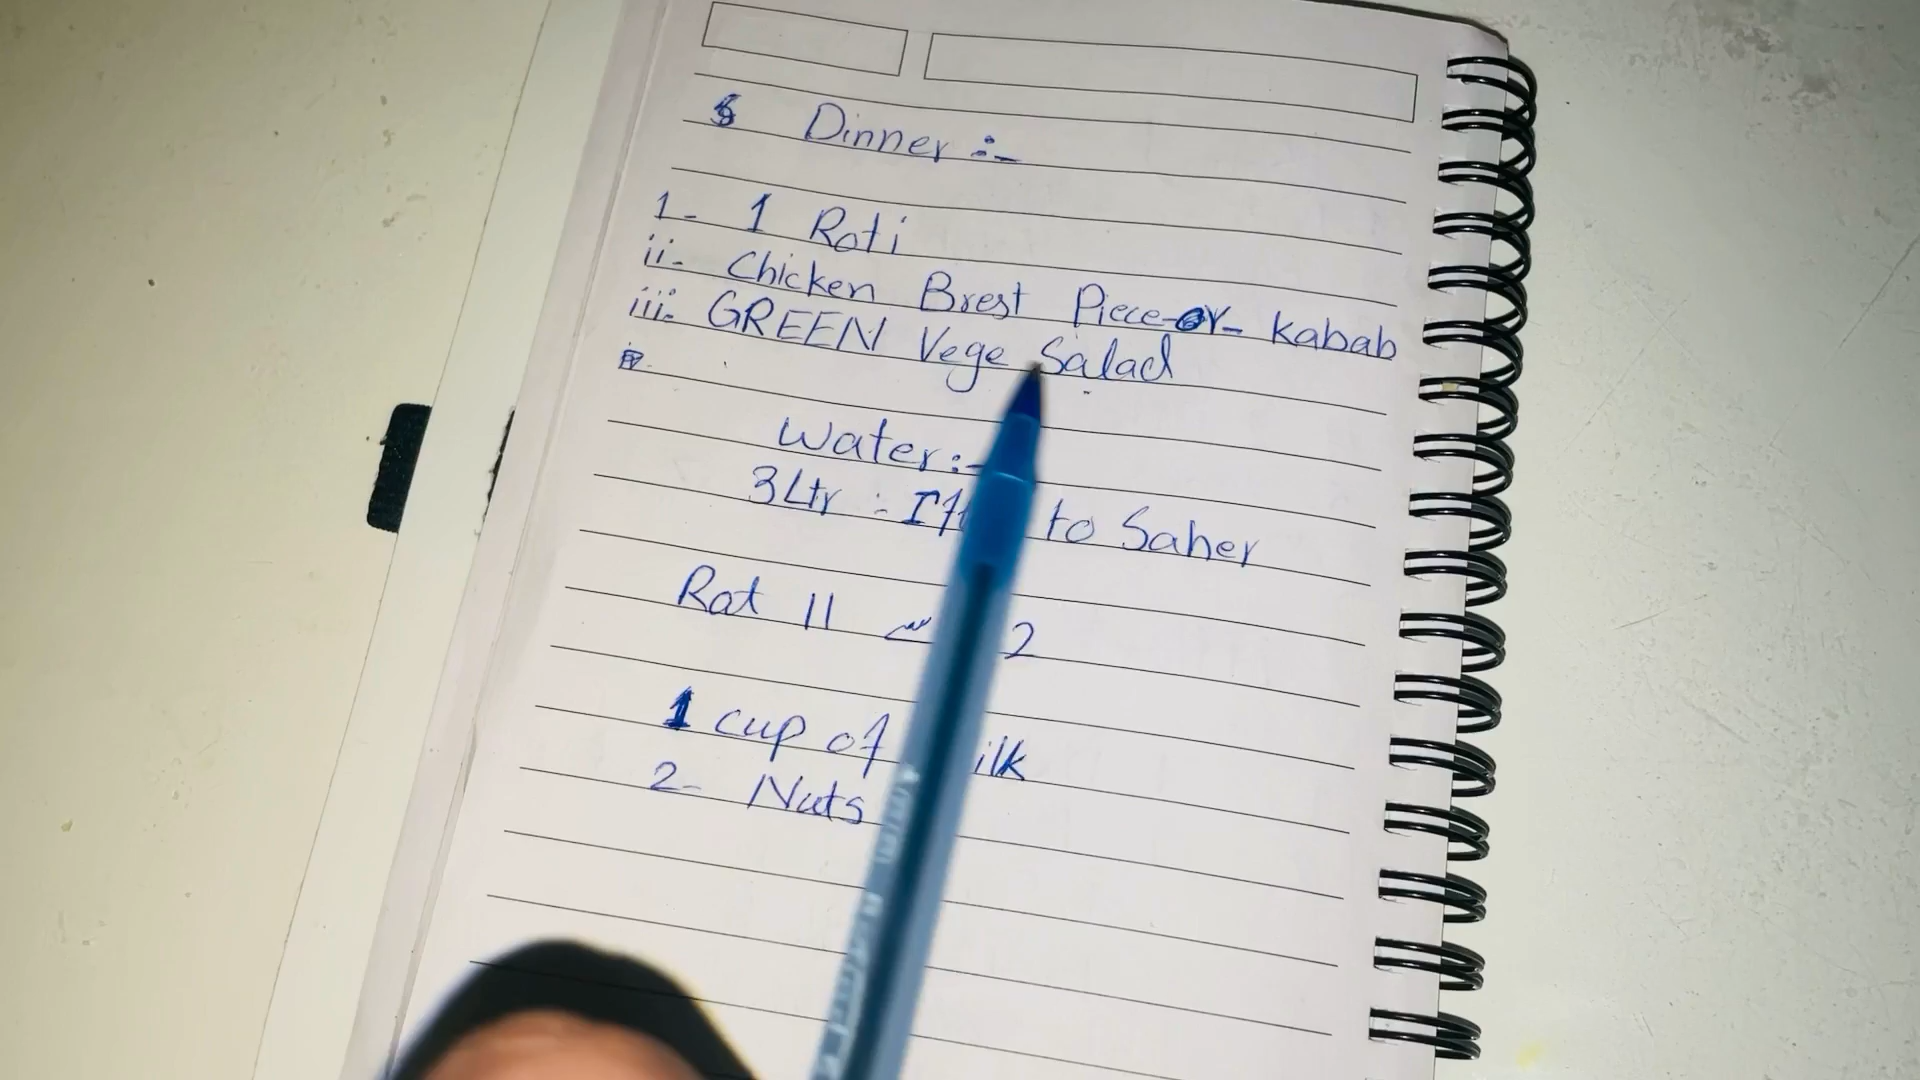 Dinner :-
1- 1 Roti
ii- Chicken Brest Piece-or- Kabab
iii- GREEN Vege Salad
Water:-
3Ltr :- to Saher
Rat 11 سے 2
1 cup of
2- Nuts